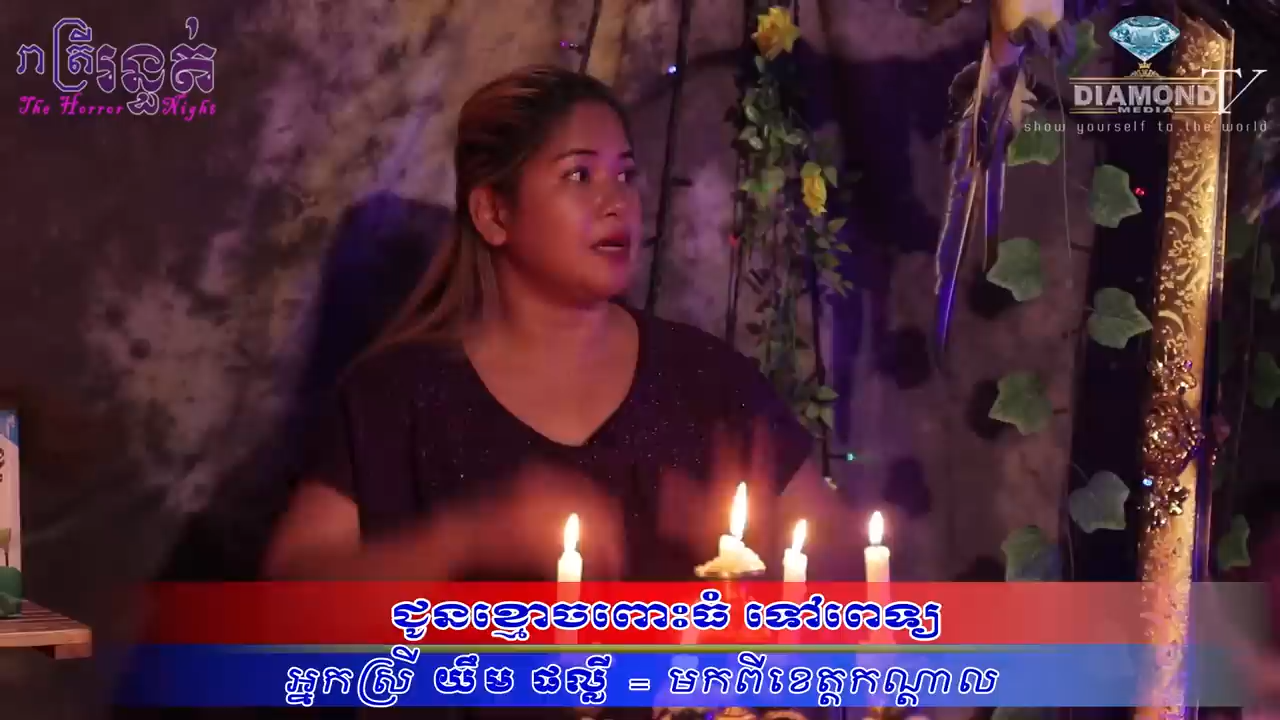 រាត្រីរន្ធត់
The Horror Night
DIAMOND TV
MEDIA
show yourself to the world
ជូនខ្មោចពោះធំ ទៅពេទ្យ
អ្នកស្រី យឹម ផល្លី = មកពីខេត្តកណ្តាល